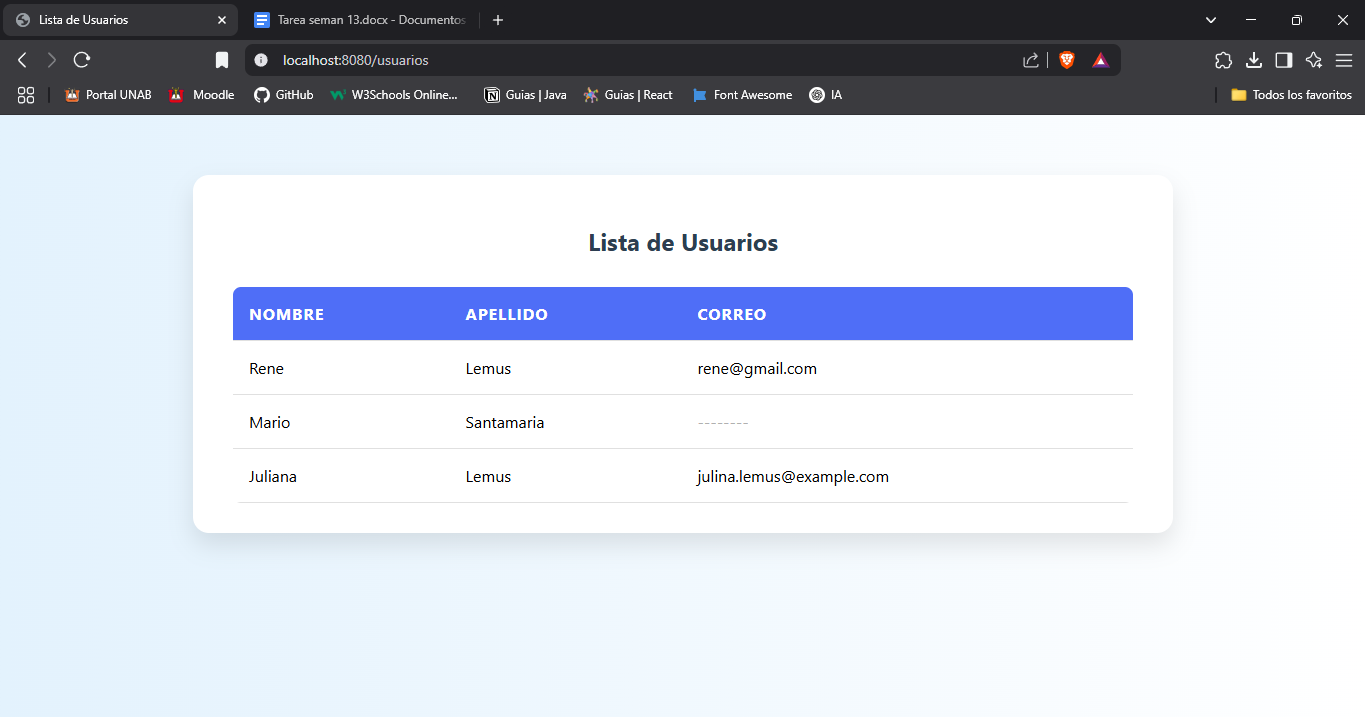 Lista de Usuarios
Tarea seman 13.docx - Documentos
localhost:8080/usuarios
Portal UNAB Moodle GitHub W3Schools Online... Guias | Java Guias | React Font Awesome IA Todos los favoritos
Lista de Usuarios
NOMBRE APELLIDO CORREO
Rene Lemus rene@gmail.com
Mario Santamaria --------
Juliana Lemus julina.lemus@example.com